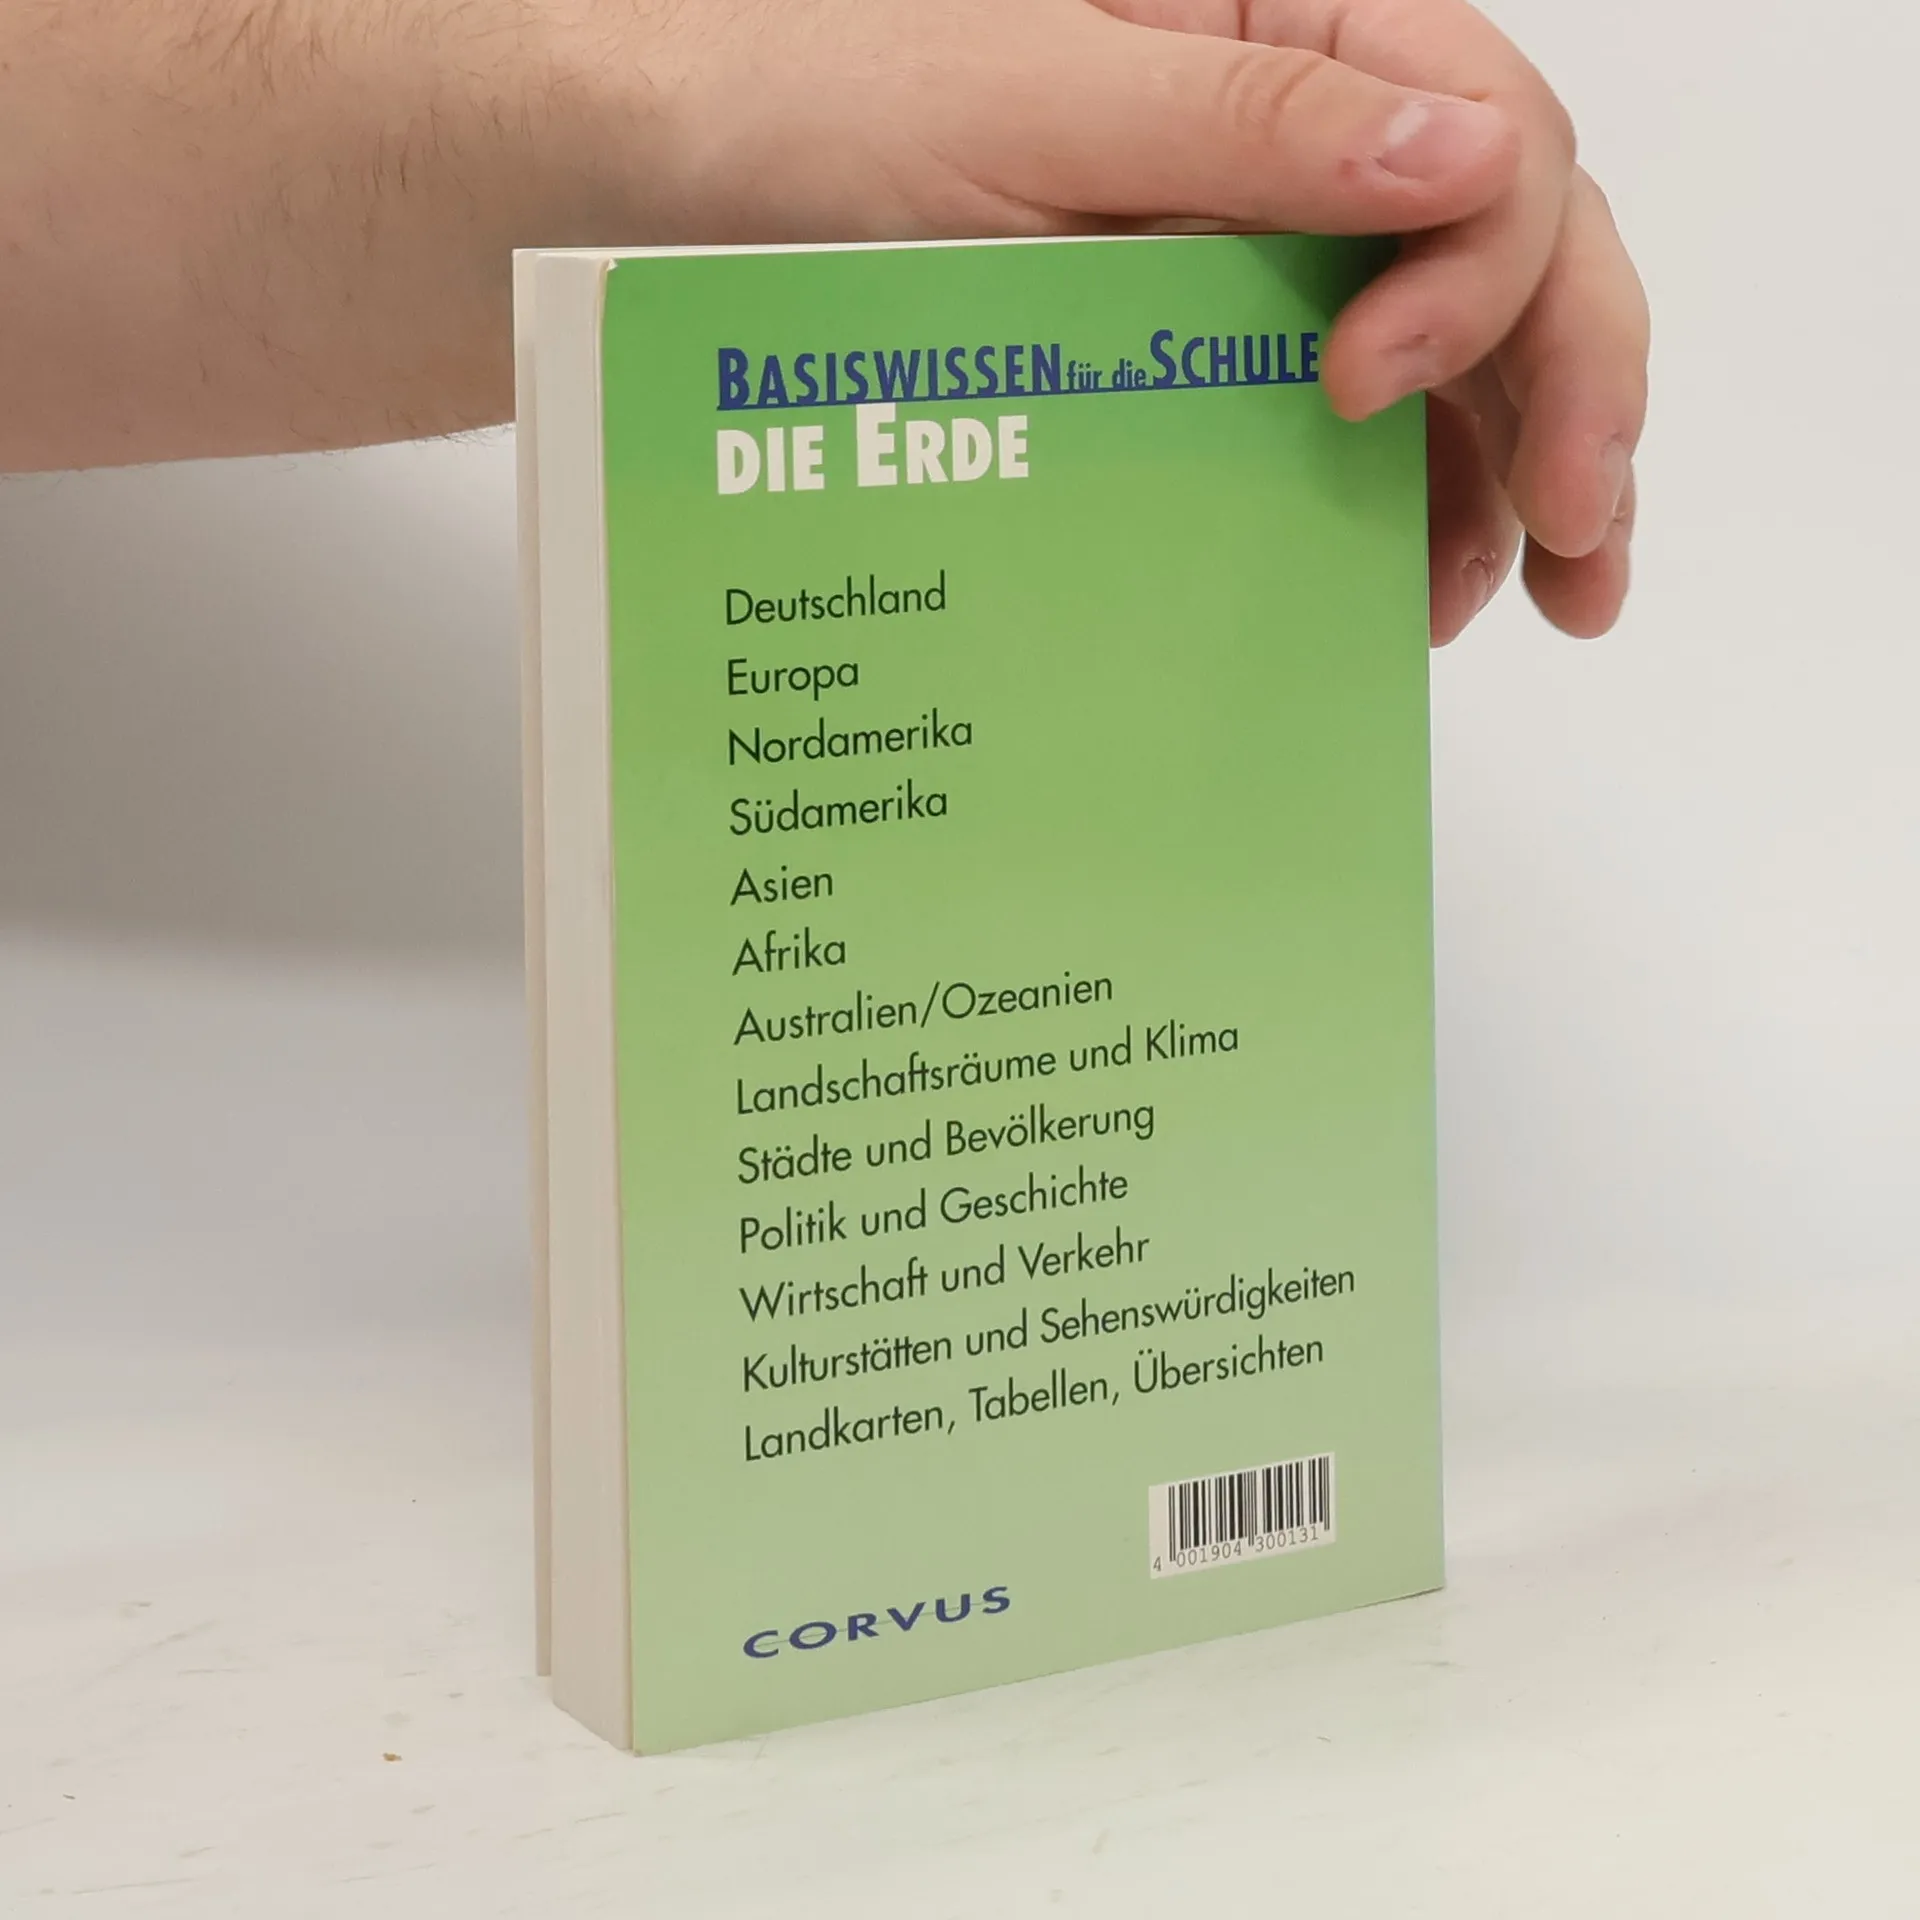 BASISWISSEN für die SCHULE
DIE ERDE
Deutschland
Europa
Nordamerika
Südamerika
Asien
Afrika
Australien/Ozeanien
Landschaftsräume und Klima
Städte und Bevölkerung
Politik und Geschichte
Wirtschaft und Verkehr
Kulturstätten und Sehenswürdigkeiten
Landkarten, Tabellen, Übersichten
4 001904 300131
CORVUS